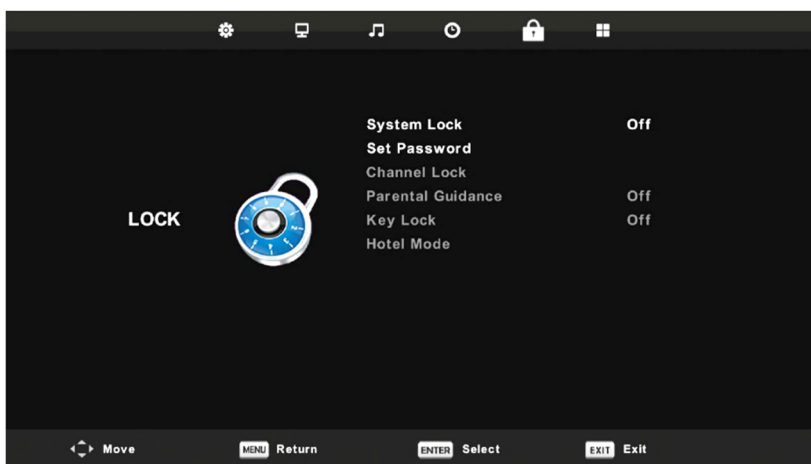 System Lock Off
Set Password
Channel Lock
Parental Guidance Off
LOCK
Key Lock Off
Hotel Mode
Move MENU Return ENTER Select EXIT Exit